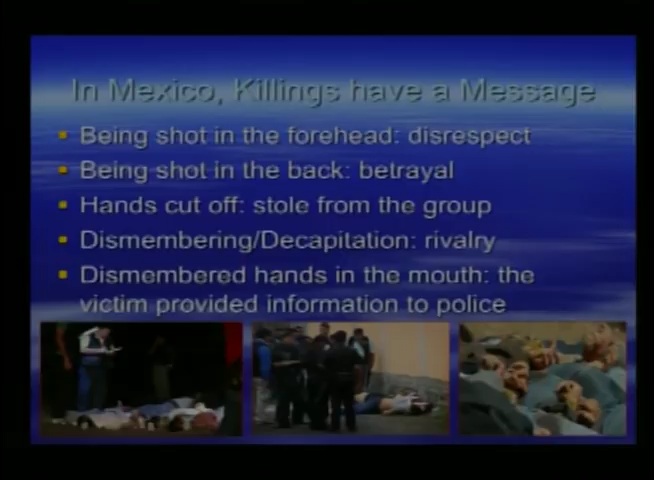 In Mexico, Killings have a Message
Being shot in the forehead: disrespect
Being shot in the back: betrayal
Hands cut off: stole from the group
Dismembering/Decapitation: rivalry
Dismembered hands in the mouth: the
victim provided information to police